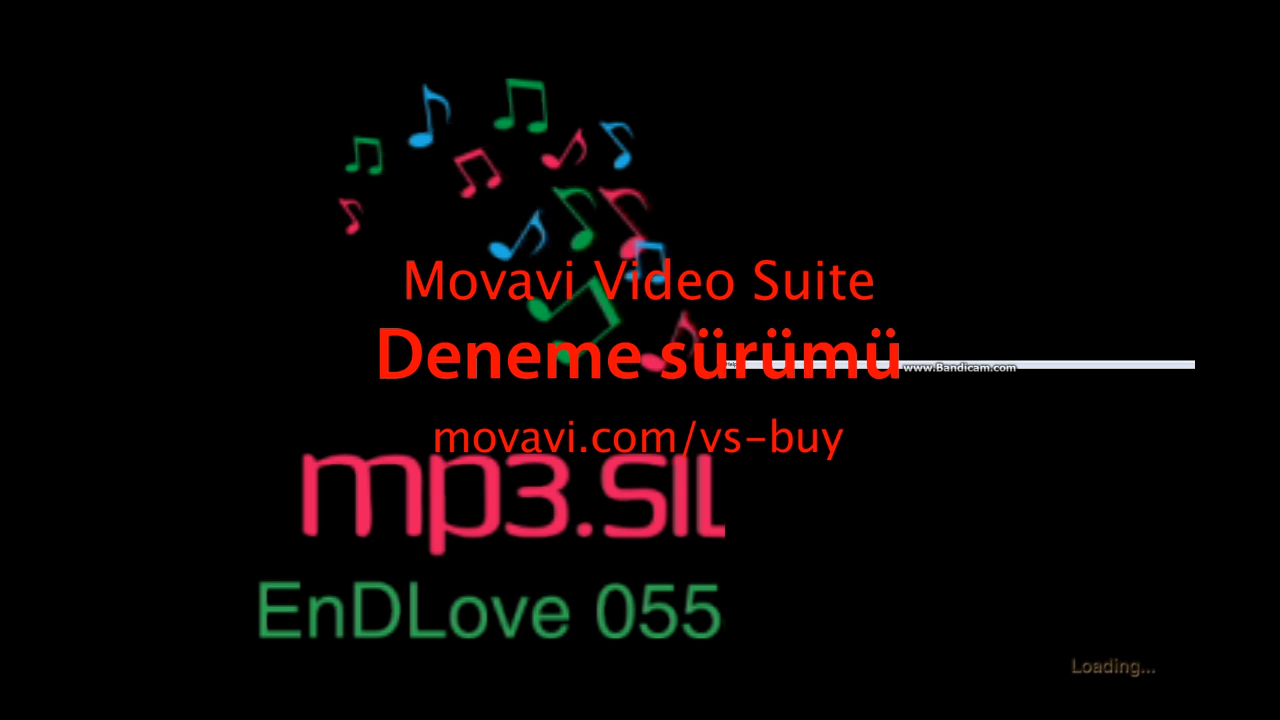 Movavi Video Suite
Deneme sürümü
www.Bandicam.com
movavi.com/vs-buy
mp3.SIL
EnDLove 055
Loading...